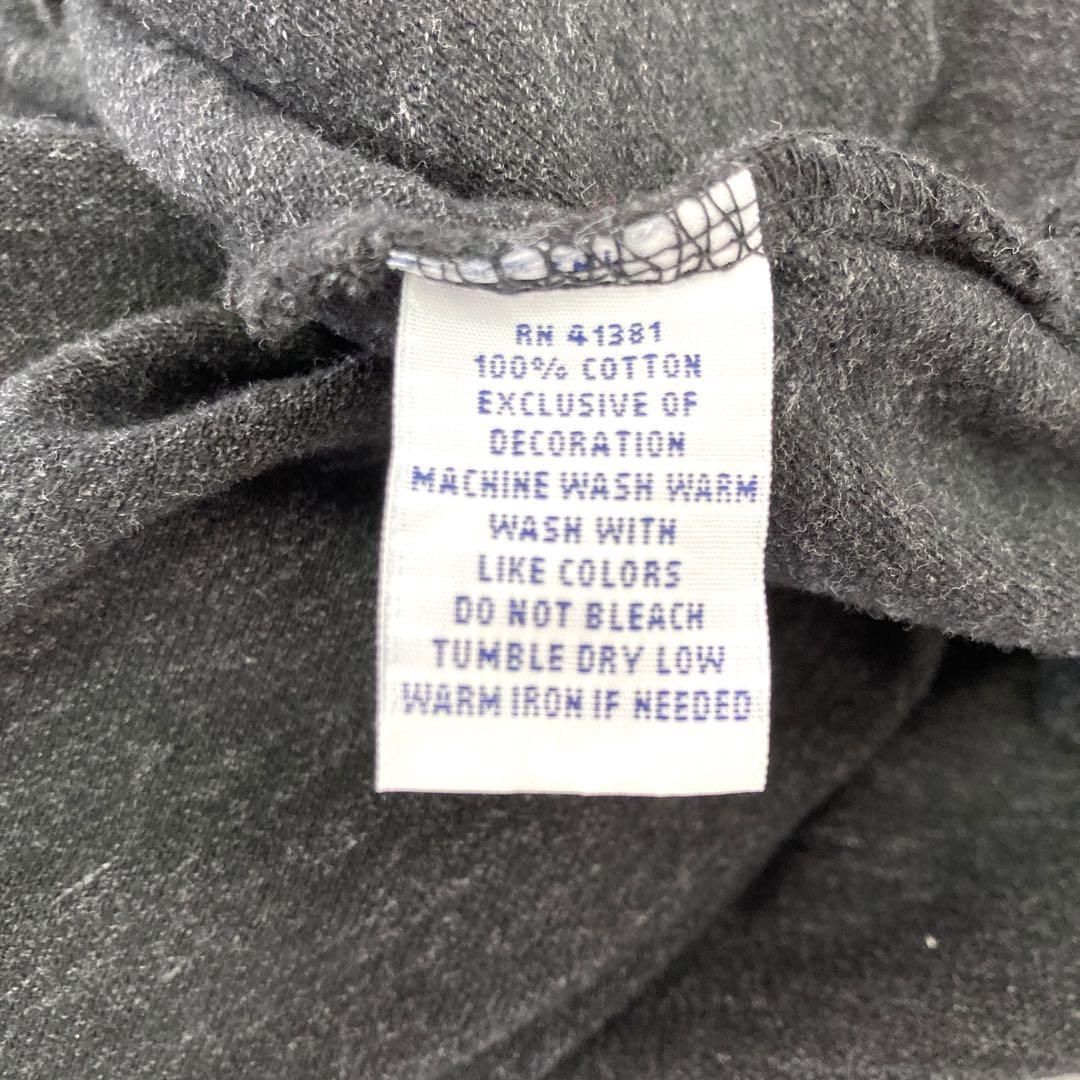 RN 41381
100% COTTON
EXCLUSIVE OF
DECORATION
MACHINE WASH WARM
WASH WITH
LIKE COLORS
DO NOT BLEACH
TUMBLE DRY LOW
WARM IRON IF NEEDED